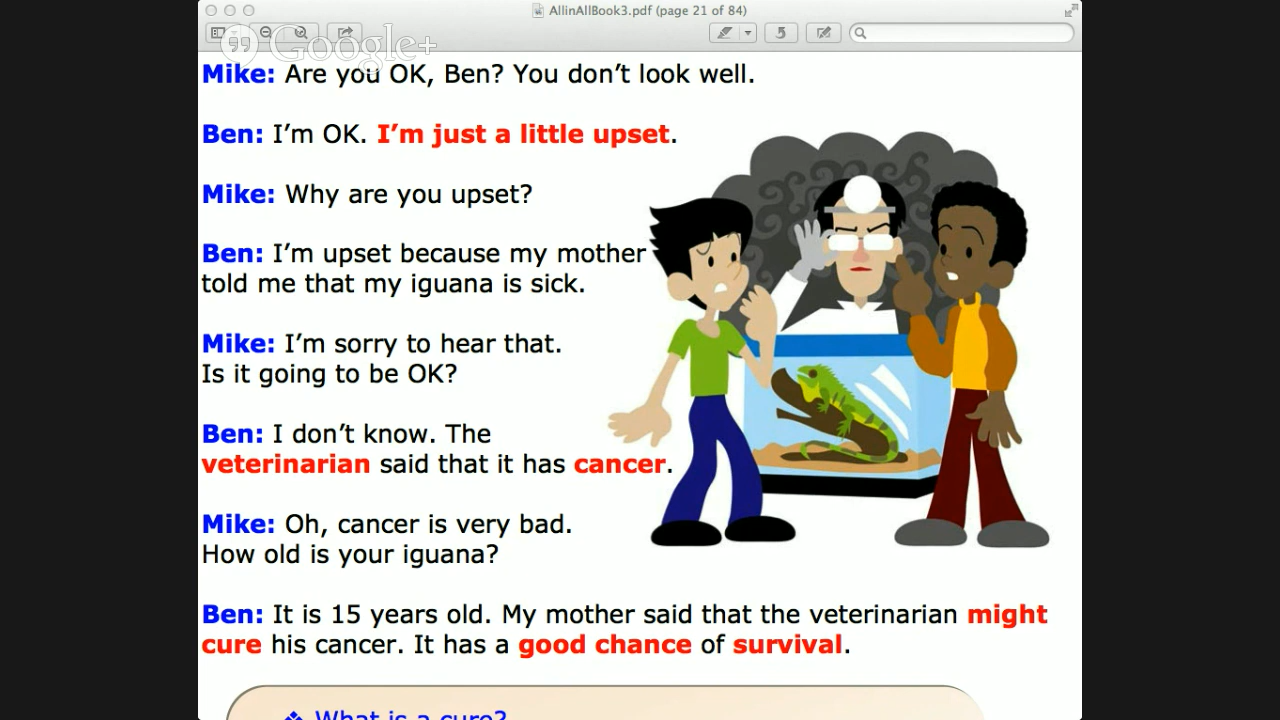 AllinAllBook3.pdf (page 21 of 84)
Google+
Mike: Are you OK, Ben? You don’t look well.
Ben: I’m OK. I’m just a little upset.
Mike: Why are you upset?
Ben: I’m upset because my mother
told me that my iguana is sick.
Mike: I’m sorry to hear that.
Is it going to be OK?
Ben: I don’t know. The
veterinarian said that it has cancer.
Mike: Oh, cancer is very bad.
How old is your iguana?
Ben: It is 15 years old. My mother said that the veterinarian might
cure his cancer. It has a good chance of survival.
❖ What is a cure?